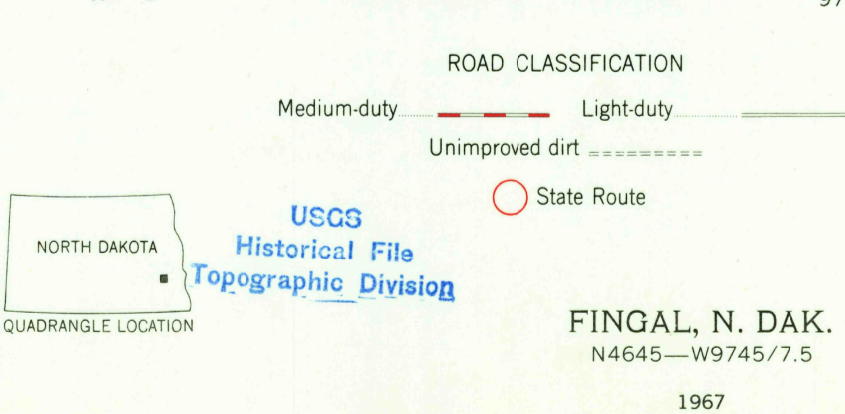 97
ROAD CLASSIFICATION
Medium-duty Light-duty
Unimproved dirt
State Route
NORTH DAKOTA
QUADRANGLE LOCATION
USGS
Historical File
Topographic Division
FINGAL, N. DAK.
N4645—W9745/7.5
1967